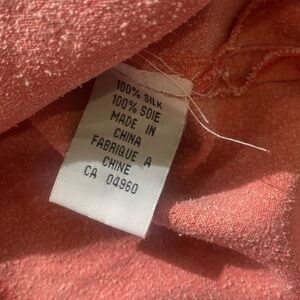 100% SILK
100% SOIE
MADE IN
CHINA
FABRIQUE A
CHINE
CA 04960